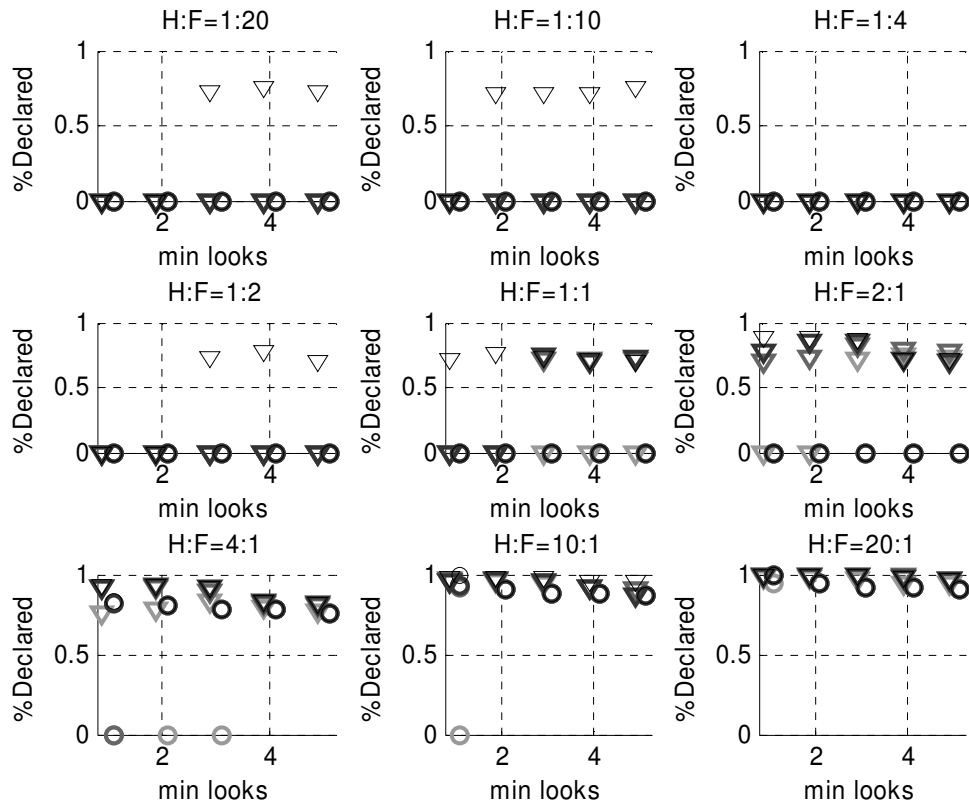 H:F=1:20
H:F=1:10
H:F=1:4
1
1
1
%Declared
%Declared
%Declared
0.5
0.5
0.5
0
0
0
2 4
2 4
2 4
min looks
min looks
min looks
H:F=1:2
H:F=1:1
H:F=2:1
1
1
1
%Declared
%Declared
%Declared
0.5
0.5
0.5
0
0
0
2 4
2 4
2 4
min looks
min looks
min looks
H:F=4:1
H:F=10:1
H:F=20:1
1
1
1
%Declared
%Declared
%Declared
0.5
0.5
0.5
0
0
0
2 4
2 4
2 4
min looks
min looks
min looks